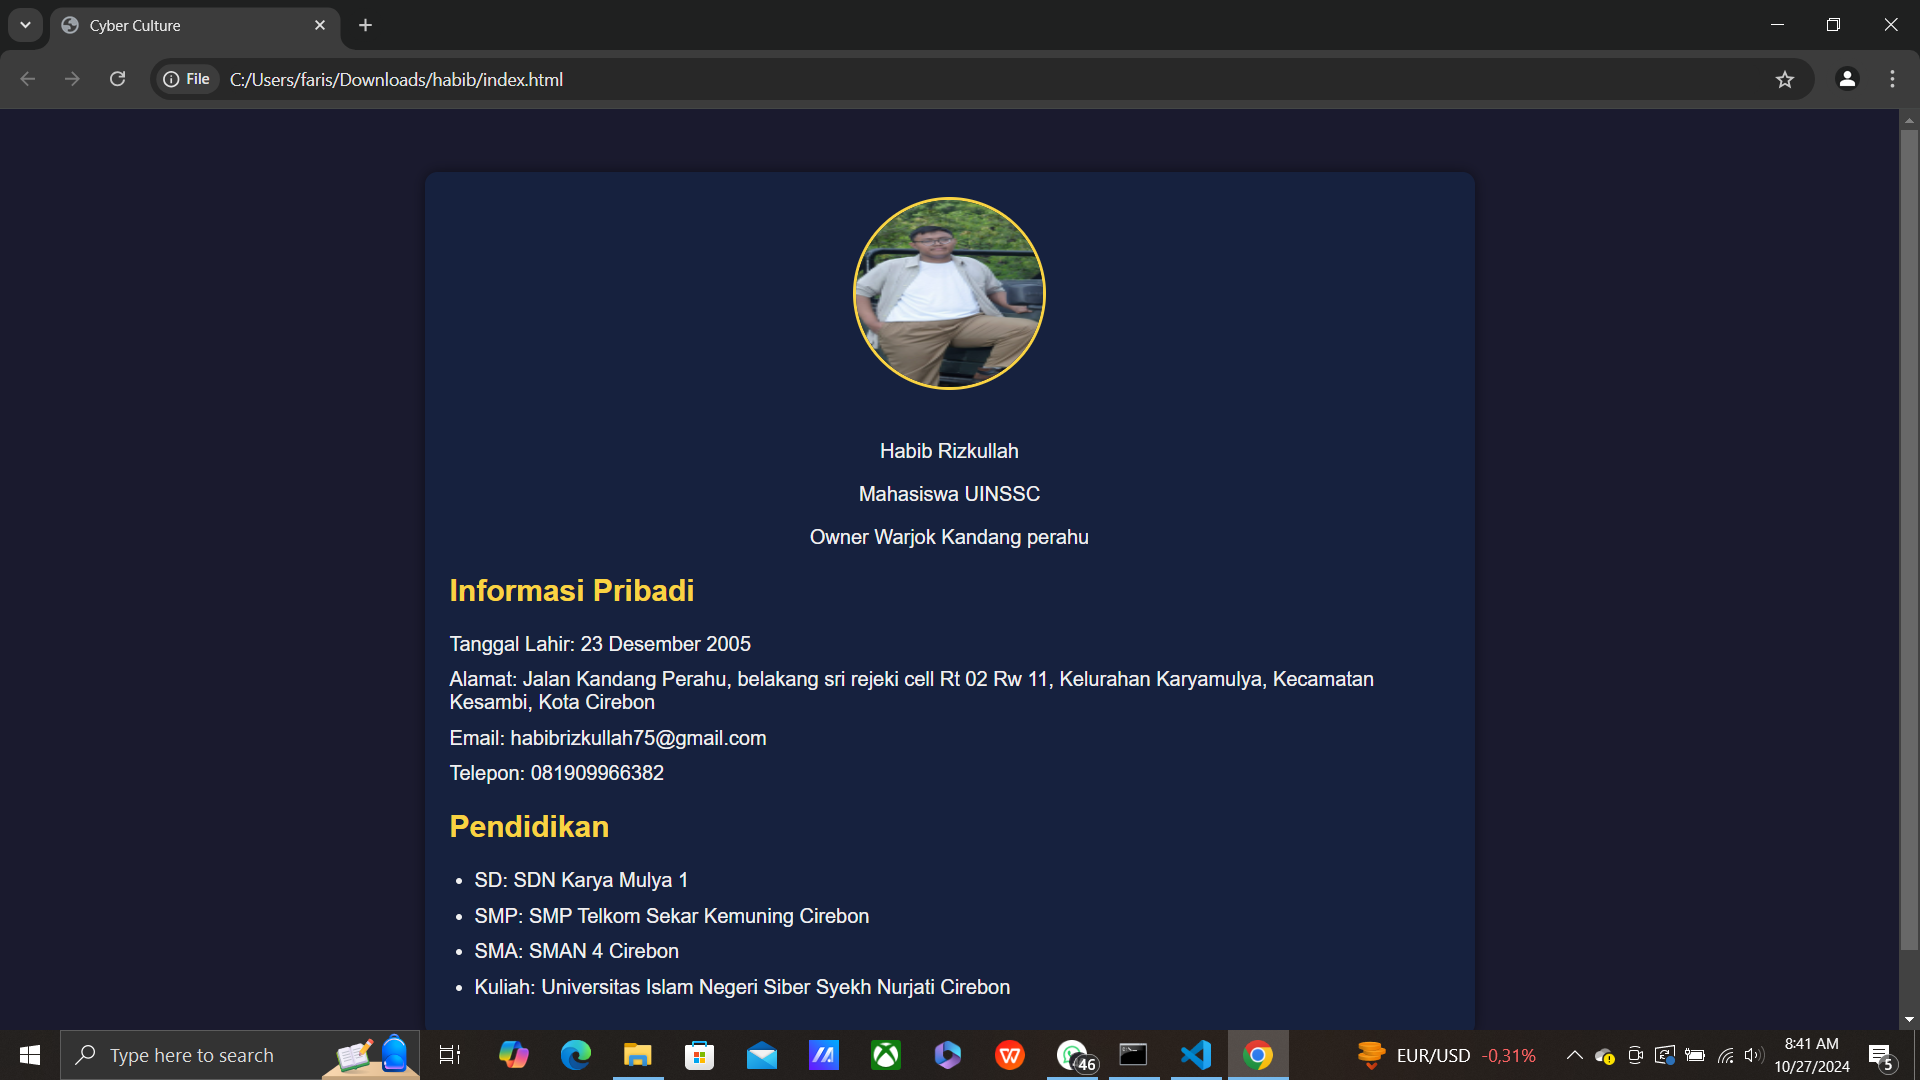 Cyber Culture
File
C:/Users/faris/Downloads/habib/index.html
Habib Rizkullah
Mahasiswa UINSSC
Owner Warjok Kandang perahu
Informasi Pribadi
Tanggal Lahir: 23 Desember 2005
Alamat: Jalan Kandang Perahu, belakang sri rejeki cell Rt 02 Rw 11, Kelurahan Karyamulya, Kecamatan
Kesambi, Kota Cirebon
Email: habibrizkullah75@gmail.com
Telepon: 081909966382
Pendidikan
• SD: SDN Karya Mulya 1
• SMP: SMP Telkom Sekar Kemuning Cirebon
• SMA: SMAN 4 Cirebon
• Kuliah: Universitas Islam Negeri Siber Syekh Nurjati Cirebon
Type here to search
46
EUR/USD -0,31%
8:41 AM
10/27/2024
5